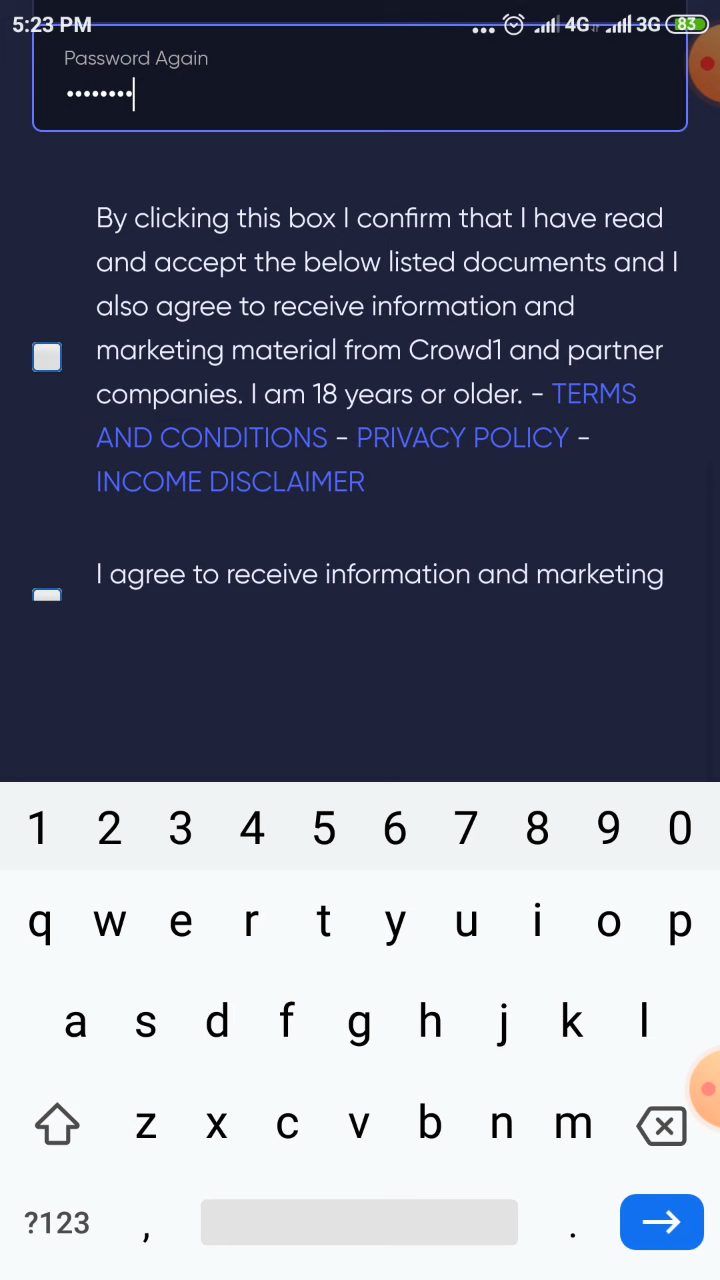 5:23 PM ... 4G 3G 83
Password Again
••••••••
By clicking this box I confirm that I have read
and accept the below listed documents and I
also agree to receive information and
marketing material from Crowd1 and partner
companies. I am 18 years or older. - TERMS
AND CONDITIONS - PRIVACY POLICY -
INCOME DISCLAIMER
I agree to receive information and marketing
1 2 3 4 5 6 7 8 9 0
q w e r t y u i o p
a s d f g h j k l
z x c v b n m
?123 , .